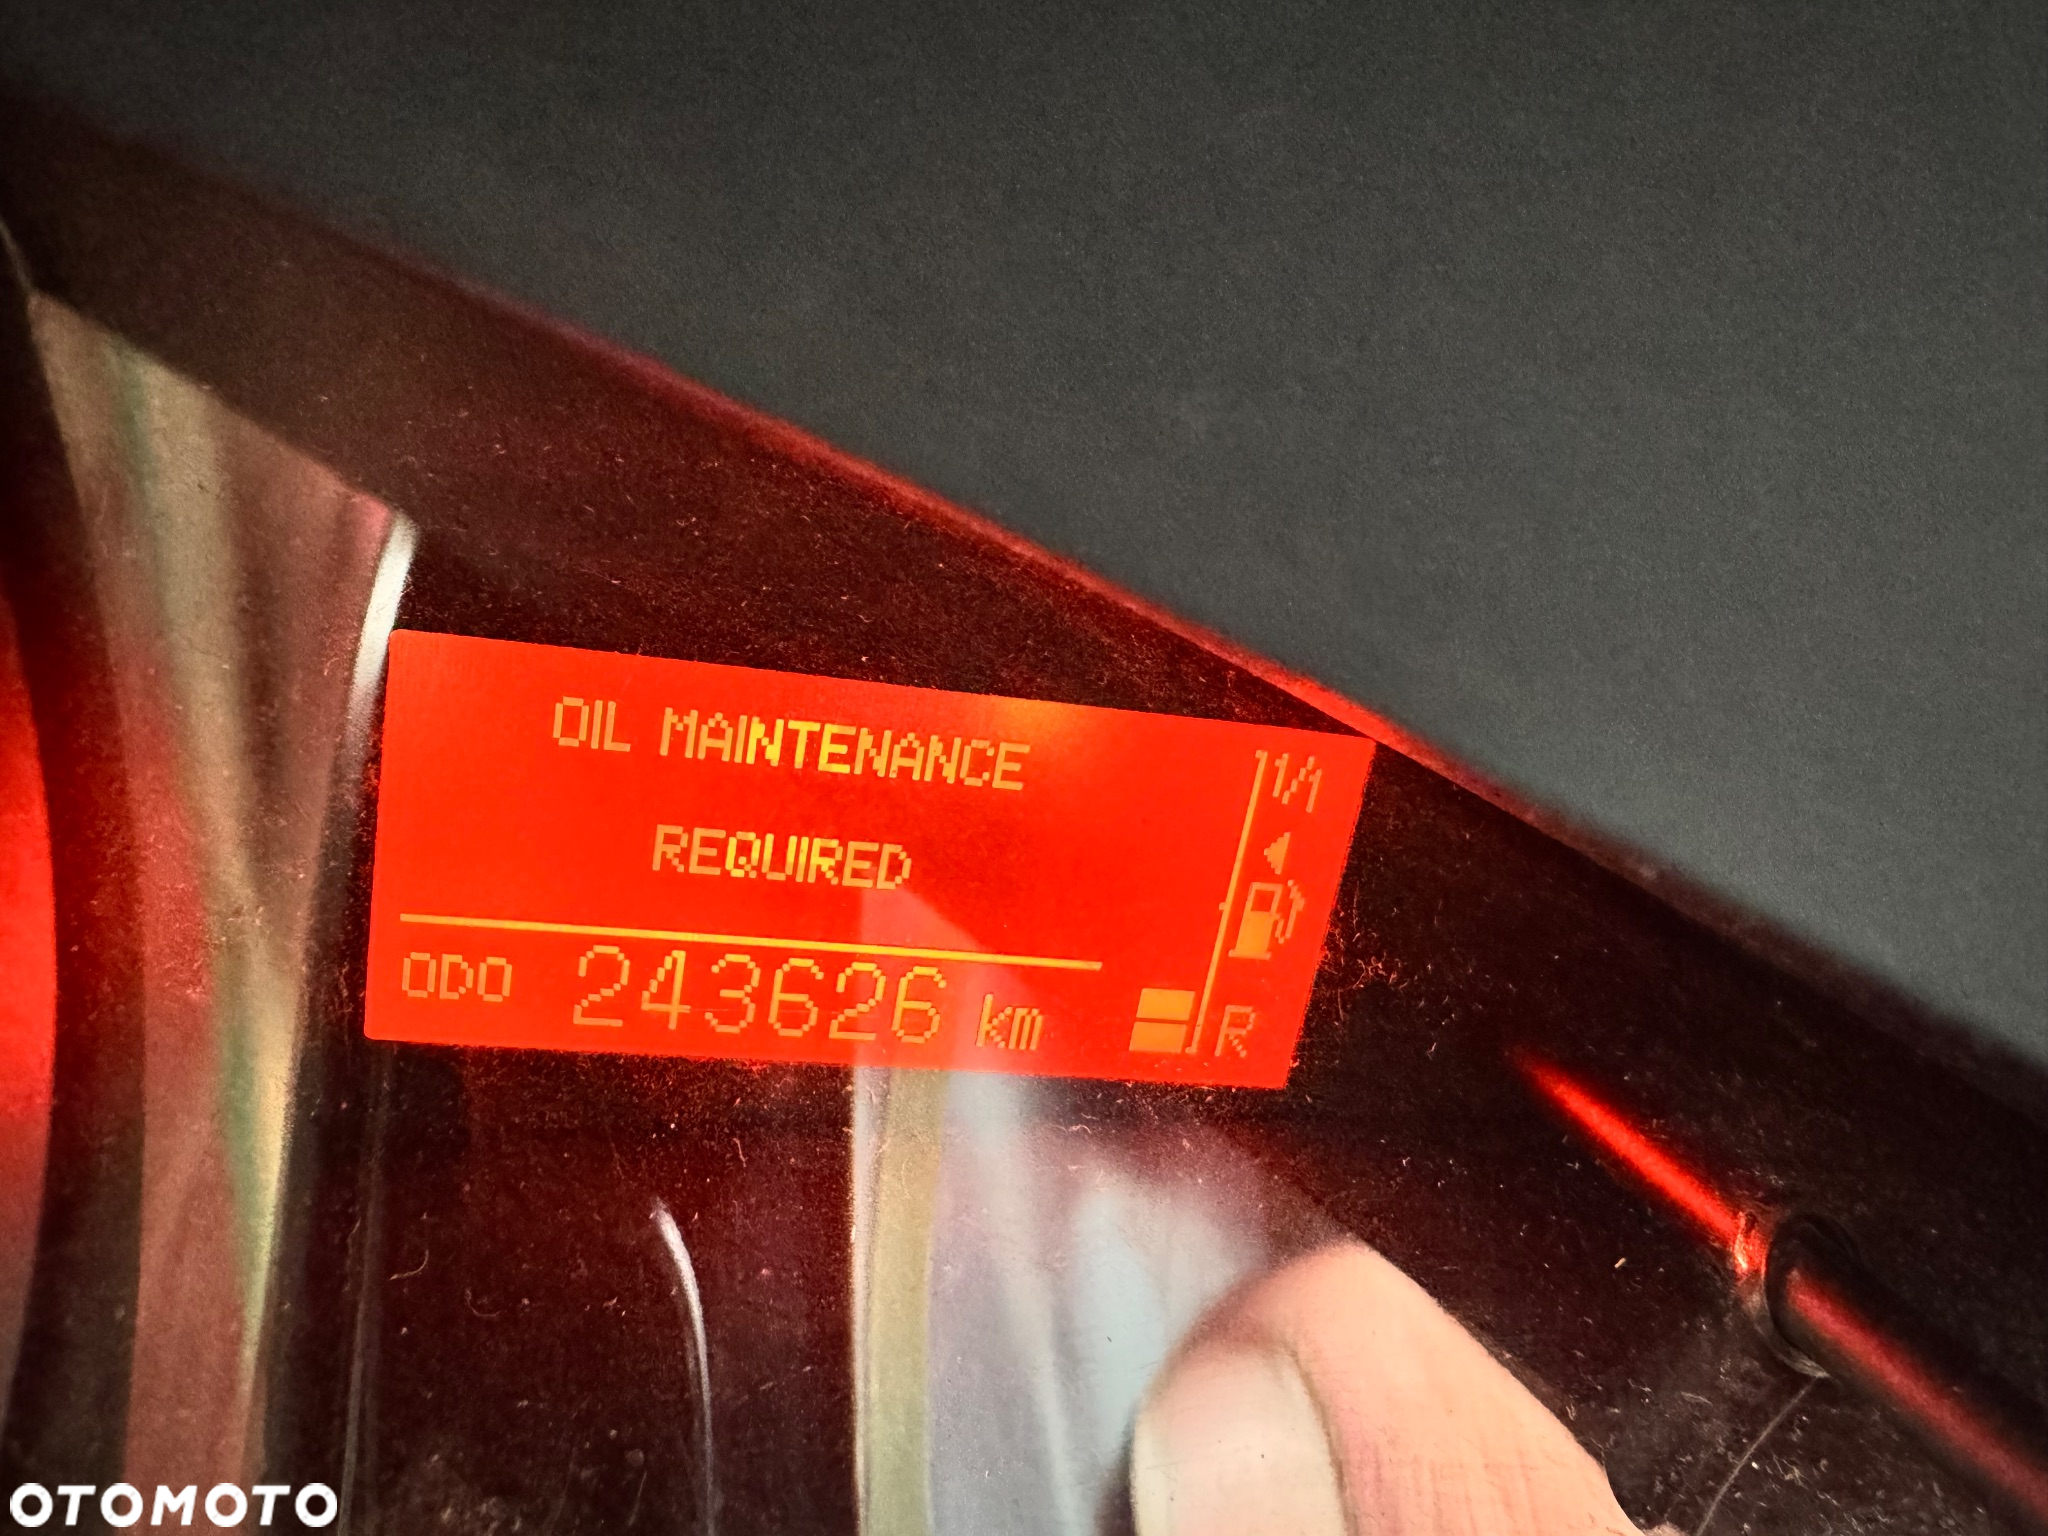 OIL MAINTENANCE
REQUIRED
1/1
ODO 243626 km
R
OTOMOTO